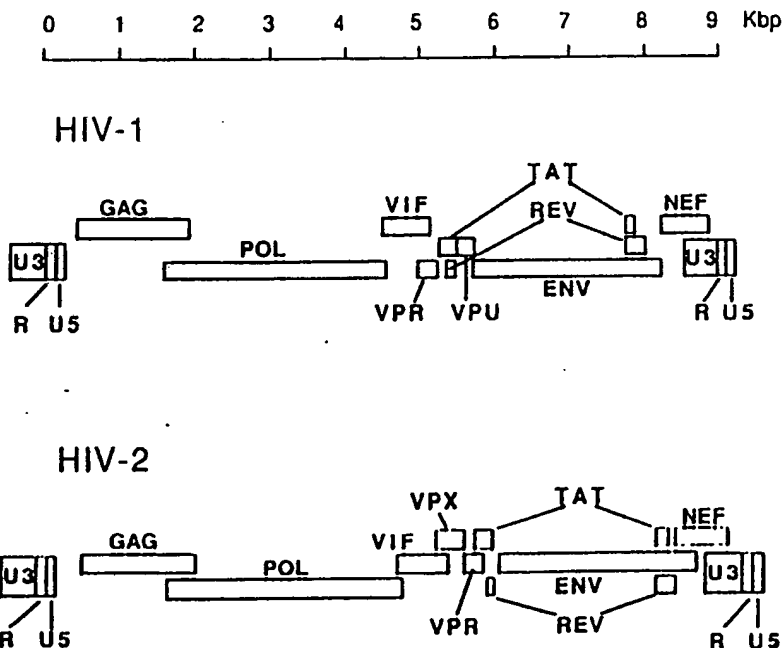 0 1 2 3 4 5 6 7 8 9 Kbp
HIV-1
TAT
GAG VIF REV NEF
U3 POL U3
R U5 VPR VPU ENV R U5
HIV-2
VPX TAT NEF
GAG VIF
U3 POL ENV U3
R U5 VPR REV R U5